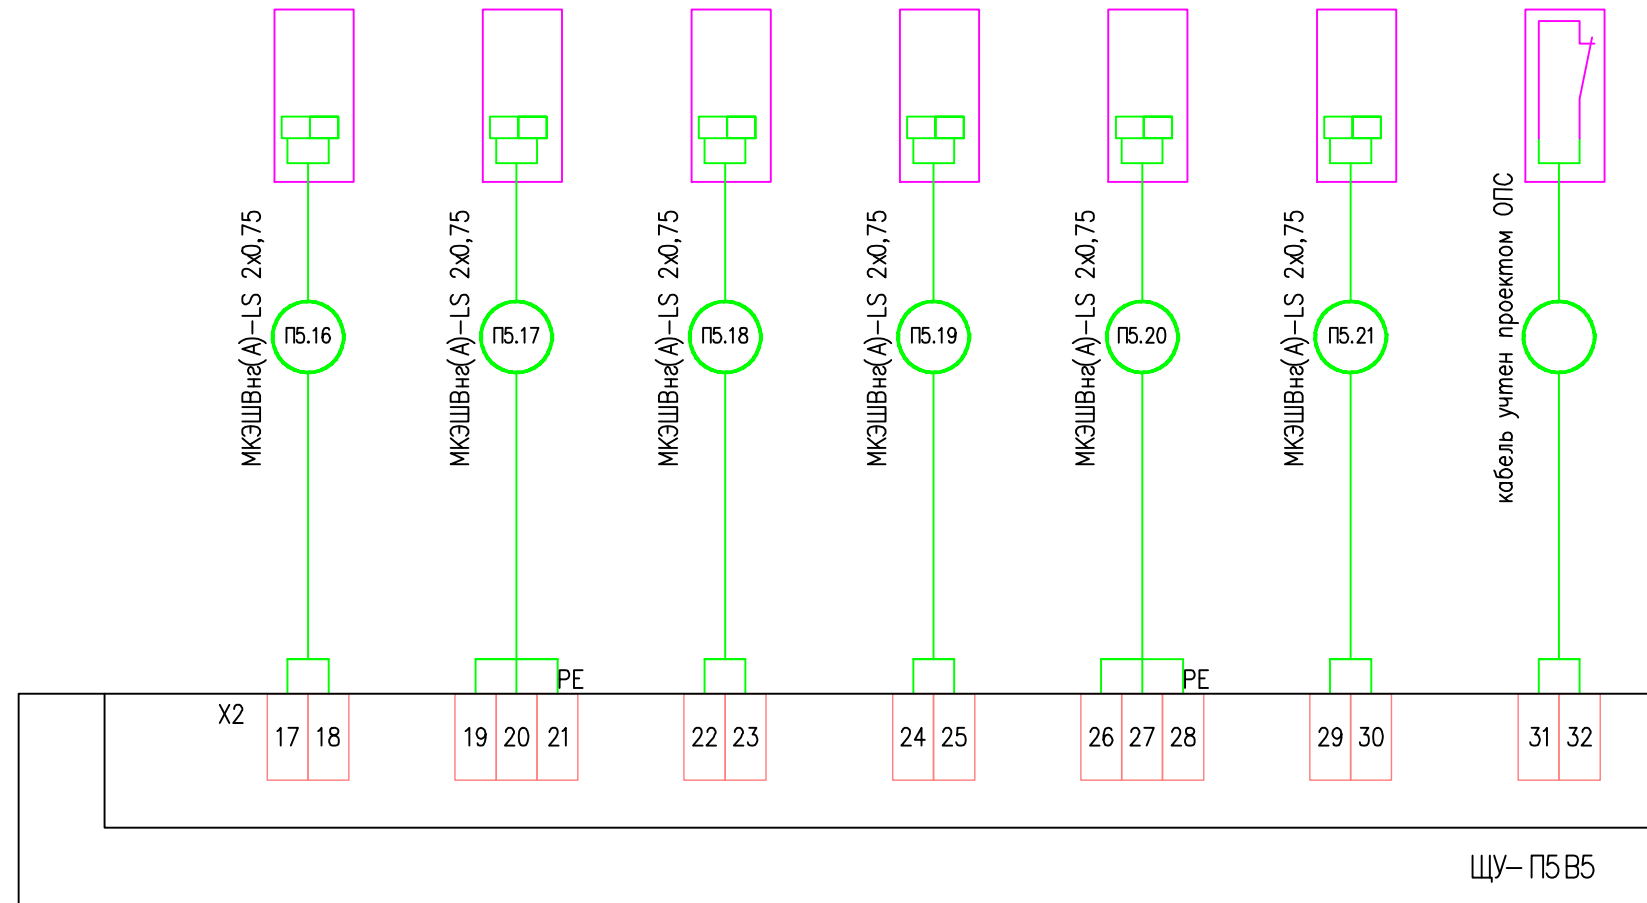 МКЭШВнг(А)-LS 2х0,75
МКЭШВнг(А)-LS 2х0,75
МКЭШВнг(А)-LS 2х0,75
МКЭШВнг(А)-LS 2х0,75
МКЭШВнг(А)-LS 2х0,75
МКЭШВнг(А)-LS 2х0,75
кабель учтен проектом ОПС
П5.16
П5.17
П5.18
П5.19
П5.20
П5.21
PE
PE
X2
17 18
19 20 21
22 23
24 25
26 27 28
29 30
31 32
ЩУ-П5В5